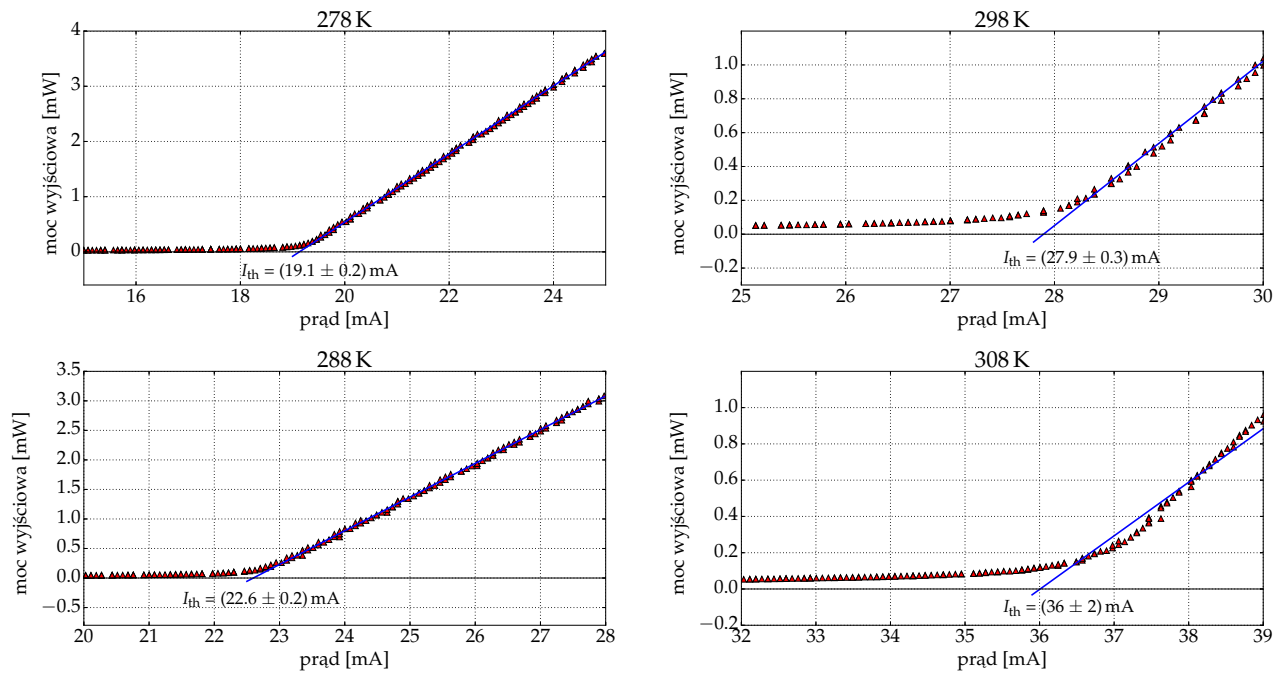 278 K
4
3
2
1
0
moc wyjściowa [mW]
I_th = (19.1 ± 0.2) mA
16 18 20 22 24
prąd [mA]
298 K
1.0
0.8
0.6
0.4
0.2
0.0
−0.2
moc wyjściowa [mW]
I_th = (27.9 ± 0.3) mA
25 26 27 28 29 30
prąd [mA]
288 K
3.5
3.0
2.5
2.0
1.5
1.0
0.5
0.0
−0.5
moc wyjściowa [mW]
I_th = (22.6 ± 0.2) mA
20 21 22 23 24 25 26 27 28
prąd [mA]
308 K
1.0
0.8
0.6
0.4
0.2
0.0
−0.2
moc wyjściowa [mW]
I_th = (36 ± 2) mA
32 33 34 35 36 37 38 39
prąd [mA]